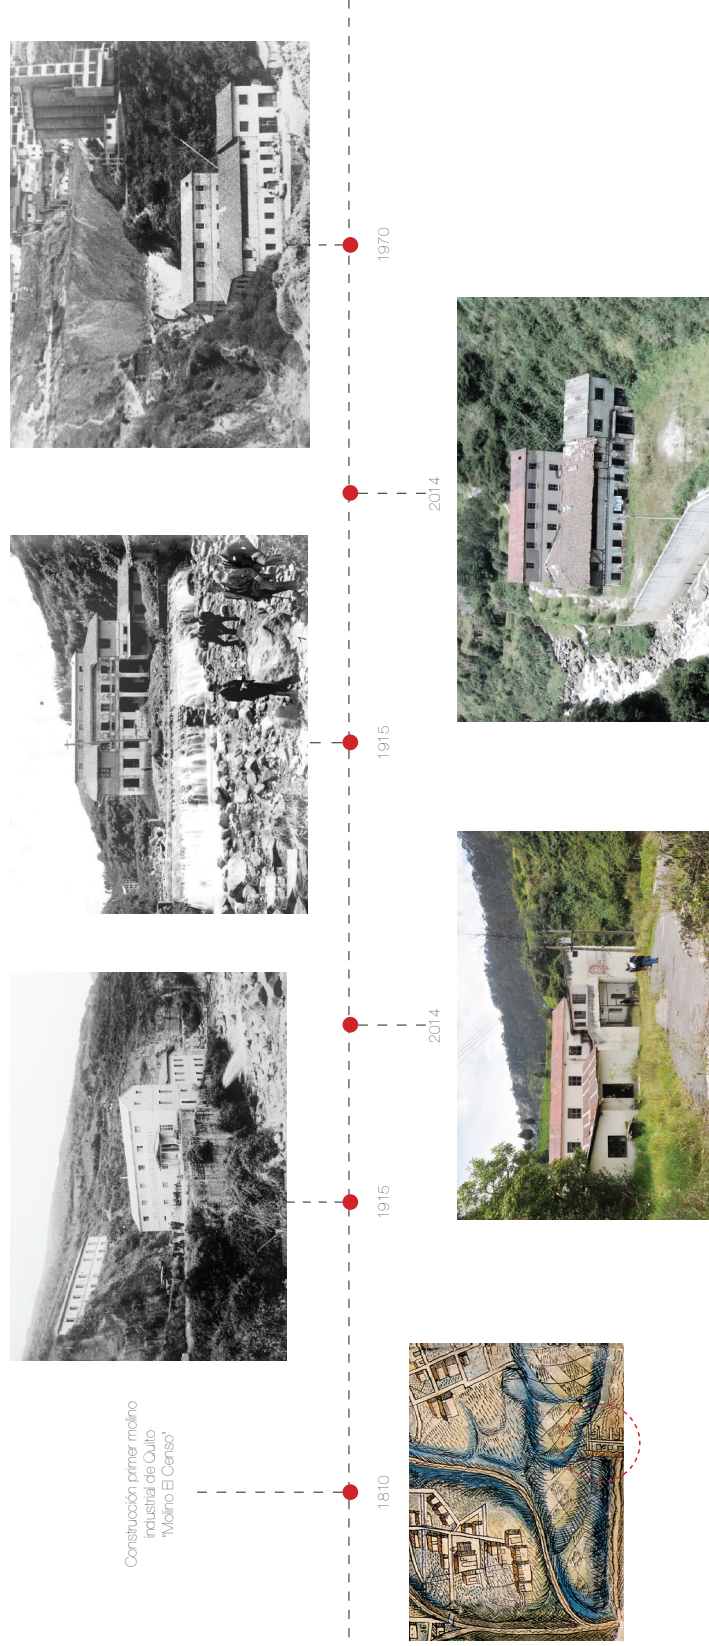 Construcción primer molino
industrial de Quito
"Molino El Censo"
1810
1915
2014
1915
2014
1970